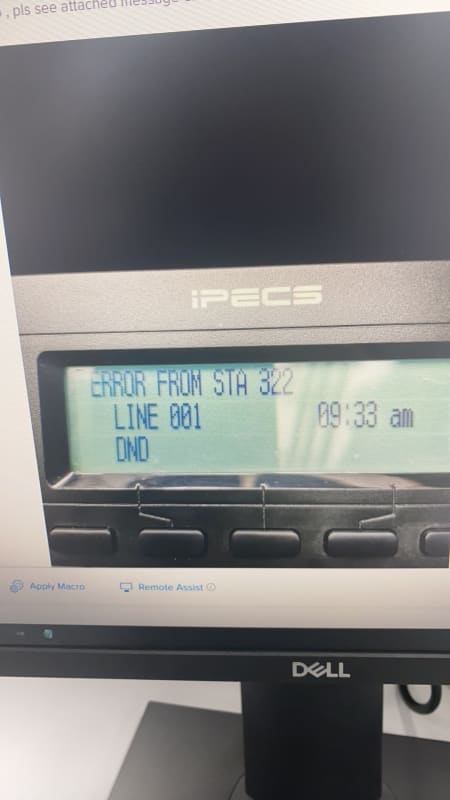 , pls see attached message
iPECS
ERROR FROM STA 322
LINE 001 09:33 am
DND
Apply Macro Remote Assist
DELL